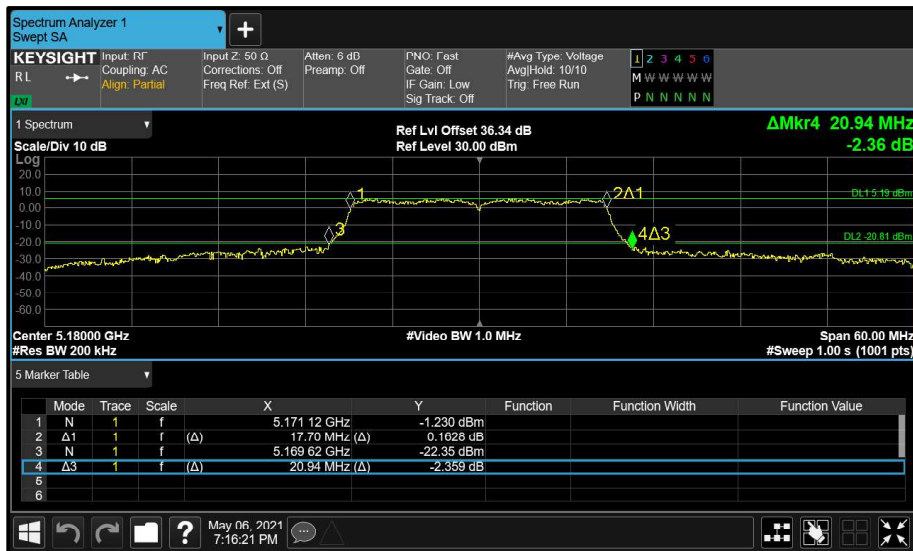 Spectrum Analyzer 1
Swept SA
+
KEYSIGHT
RL
LXI
Input: RF
Coupling: AC
Align: Partial
Input Z: 50 Ω
Corrections: Off
Freq Ref: Ext (S)
Atten: 6 dB
Preamp: Off
PNO: Fast
Gate: Off
IF Gain: Low
Sig Track: Off
#Avg Type: Voltage
Avg|Hold: 10/10
Trig: Free Run
1 2 3 4 5 6
M W W W W W
P N N N N N
1 Spectrum
Scale/Div 10 dB
Ref Lvl Offset 36.34 dB
Ref Level 30.00 dBm
ΔMkr4 20.94 MHz
-2.36 dB
Log
20.0
10.0
0.00
-10.0
-20.0
-30.0
-40.0
-50.0
-60.0
1
2Δ1
3
4Δ3
DL1 5.19 dBm
DL2 -20.81 dBm
Center 5.18000 GHz
#Res BW 200 kHz
#Video BW 1.0 MHz
Span 60.00 MHz
#Sweep 1.00 s (1001 pts)
5 Marker Table
Mode Trace Scale X Y Function Function Width Function Value
1 N 1 f 5.171 12 GHz -1.230 dBm
2 Δ1 1 f (Δ) 17.70 MHz (Δ) 0.1628 dB
3 N 1 f 5.169 62 GHz -22.35 dBm
4 Δ3 1 f (Δ) 20.94 MHz (Δ) -2.359 dB
5
6
?
May 06, 2021
7:16:21 PM